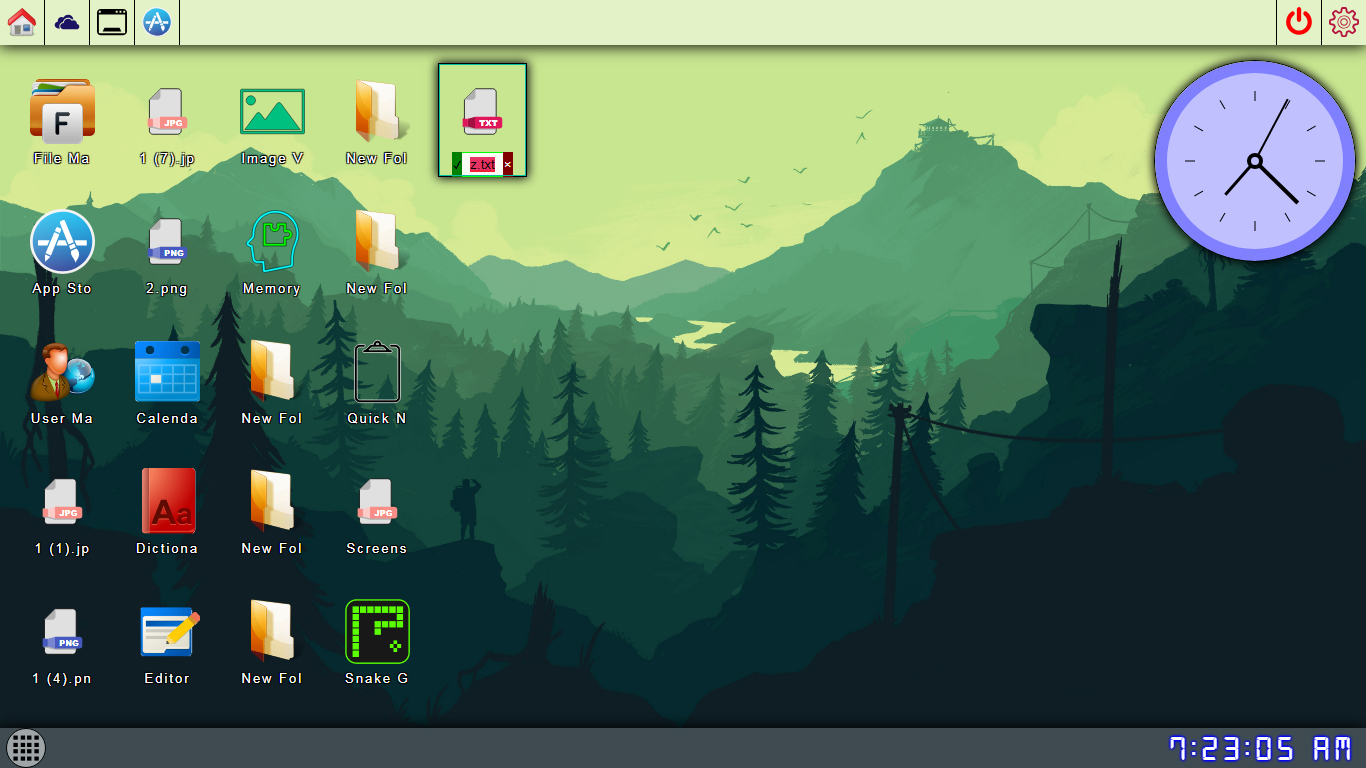 F
File Ma
1 (7).jp
JPG
Image V
New Fol
TXT
✓ z.txt ×
App Sto
PNG
2.png
Memory
New Fol
User Ma
Calenda
New Fol
Quick N
JPG
1 (1).jp
Aa
Dictiona
New Fol
JPG
Screens
PNG
1 (4).pn
Editor
New Fol
Snake G
7:23:05 AM